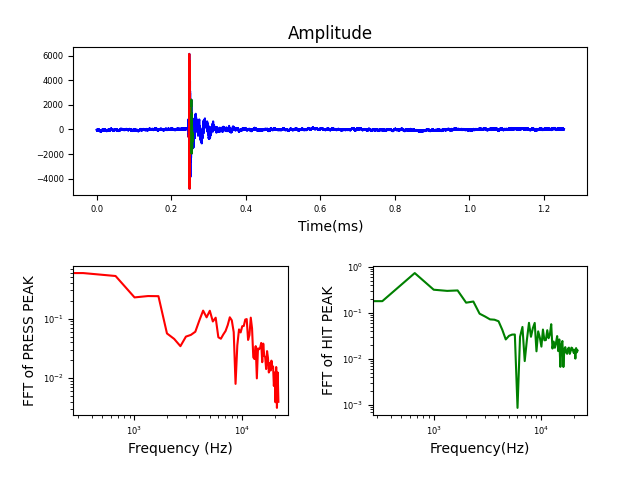 Amplitude
6000
4000
2000
0
−2000
−4000
0.0 0.2 0.4 0.6 0.8 1.0 1.2
Time(ms)
FFT of PRESS PEAK
10⁻¹
10⁻²
10³ 10⁴
Frequency (Hz)
FFT of HIT PEAK
10⁰
10⁻¹
10⁻²
10⁻³
10³ 10⁴
Frequency(Hz)